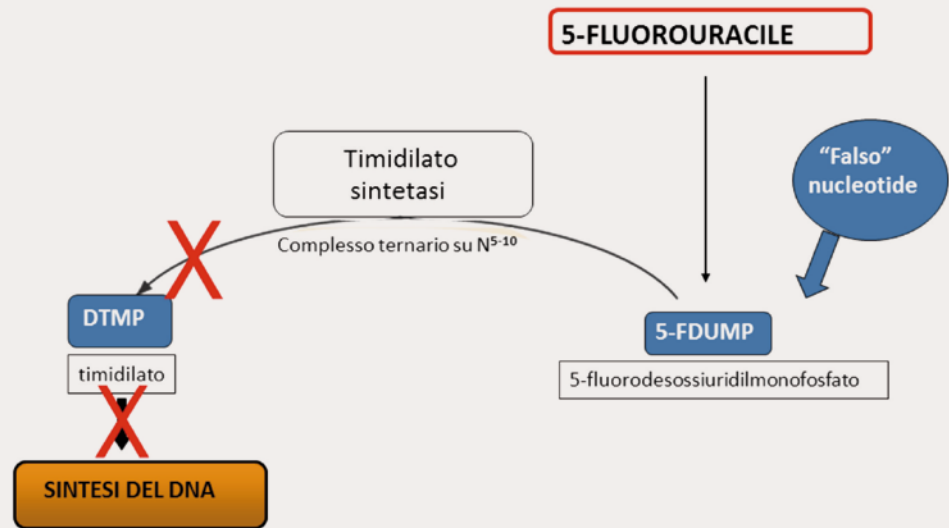 5-FLUOROURACILE
"Falso"
nucleotide
Timidilato
sintetasi
Complesso ternario su N⁵⁻¹⁰
DTMP
timidilato
5-FDUMP
5-fluorodesossiuridilmonofosfato
SINTESI DEL DNA